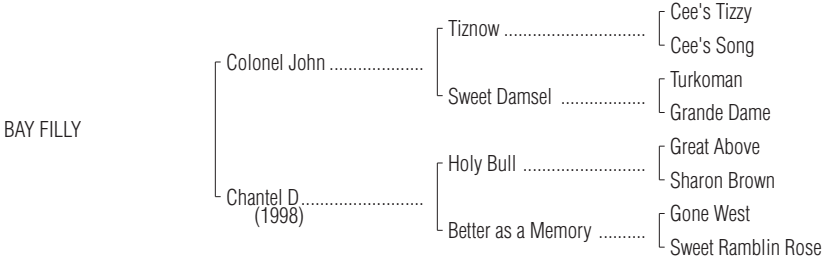 Cee's Tizzy
Tiznow ..............................
Cee's Song
Colonel John ....................
Turkoman
Sweet Damsel ..................
Grande Dame
BAY FILLY
Great Above
Holy Bull ..........................
Sharon Brown
Chantel D..........................
(1998)
Gone West
Better as a Memory ..........
Sweet Ramblin Rose